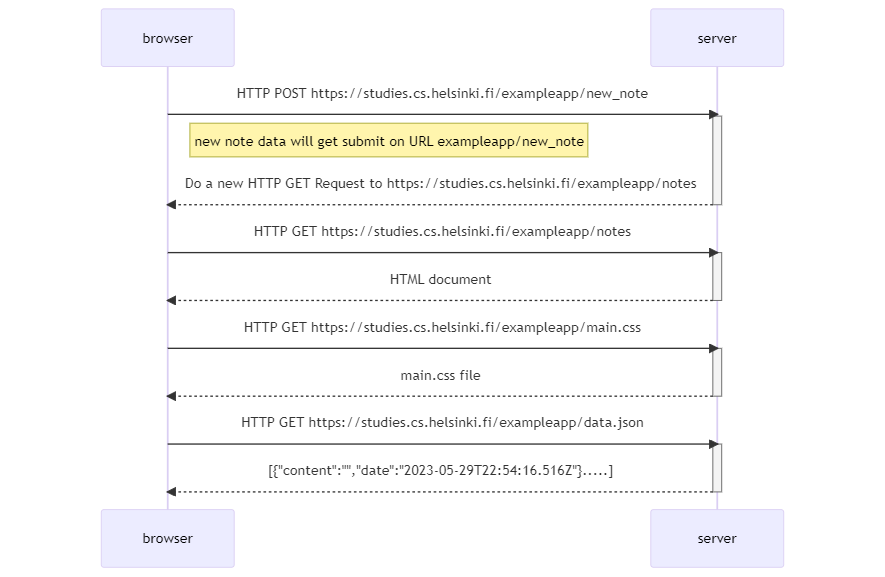 browser server
HTTP POST https://studies.cs.helsinki.fi/exampleapp/new_note
new note data will get submit on URL exampleapp/new_note
Do a new HTTP GET Request to https://studies.cs.helsinki.fi/exampleapp/notes
HTTP GET https://studies.cs.helsinki.fi/exampleapp/notes
HTML document
HTTP GET https://studies.cs.helsinki.fi/exampleapp/main.css
main.css file
HTTP GET https://studies.cs.helsinki.fi/exampleapp/data.json
[{"content":"","date":"2023-05-29T22:54:16.516Z"}.....]
browser server